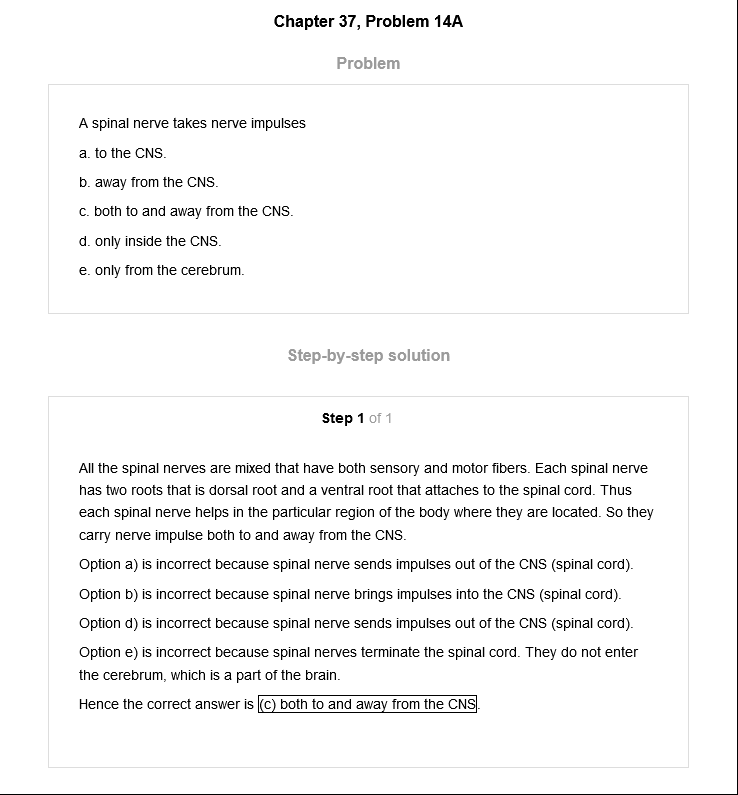 Chapter 37, Problem 14A
Problem
A spinal nerve takes nerve impulses
a. to the CNS.
b. away from the CNS.
c. both to and away from the CNS.
d. only inside the CNS.
e. only from the cerebrum.
Step-by-step solution
Step 1 of 1
All the spinal nerves are mixed that have both sensory and motor fibers. Each spinal nerve
has two roots that is dorsal root and a ventral root that attaches to the spinal cord. Thus
each spinal nerve helps in the particular region of the body where they are located. So they
carry nerve impulse both to and away from the CNS.
Option a) is incorrect because spinal nerve sends impulses out of the CNS (spinal cord).
Option b) is incorrect because spinal nerve brings impulses into the CNS (spinal cord).
Option d) is incorrect because spinal nerve sends impulses out of the CNS (spinal cord).
Option e) is incorrect because spinal nerves terminate the spinal cord. They do not enter
the cerebrum, which is a part of the brain.
Hence the correct answer is (c) both to and away from the CNS.